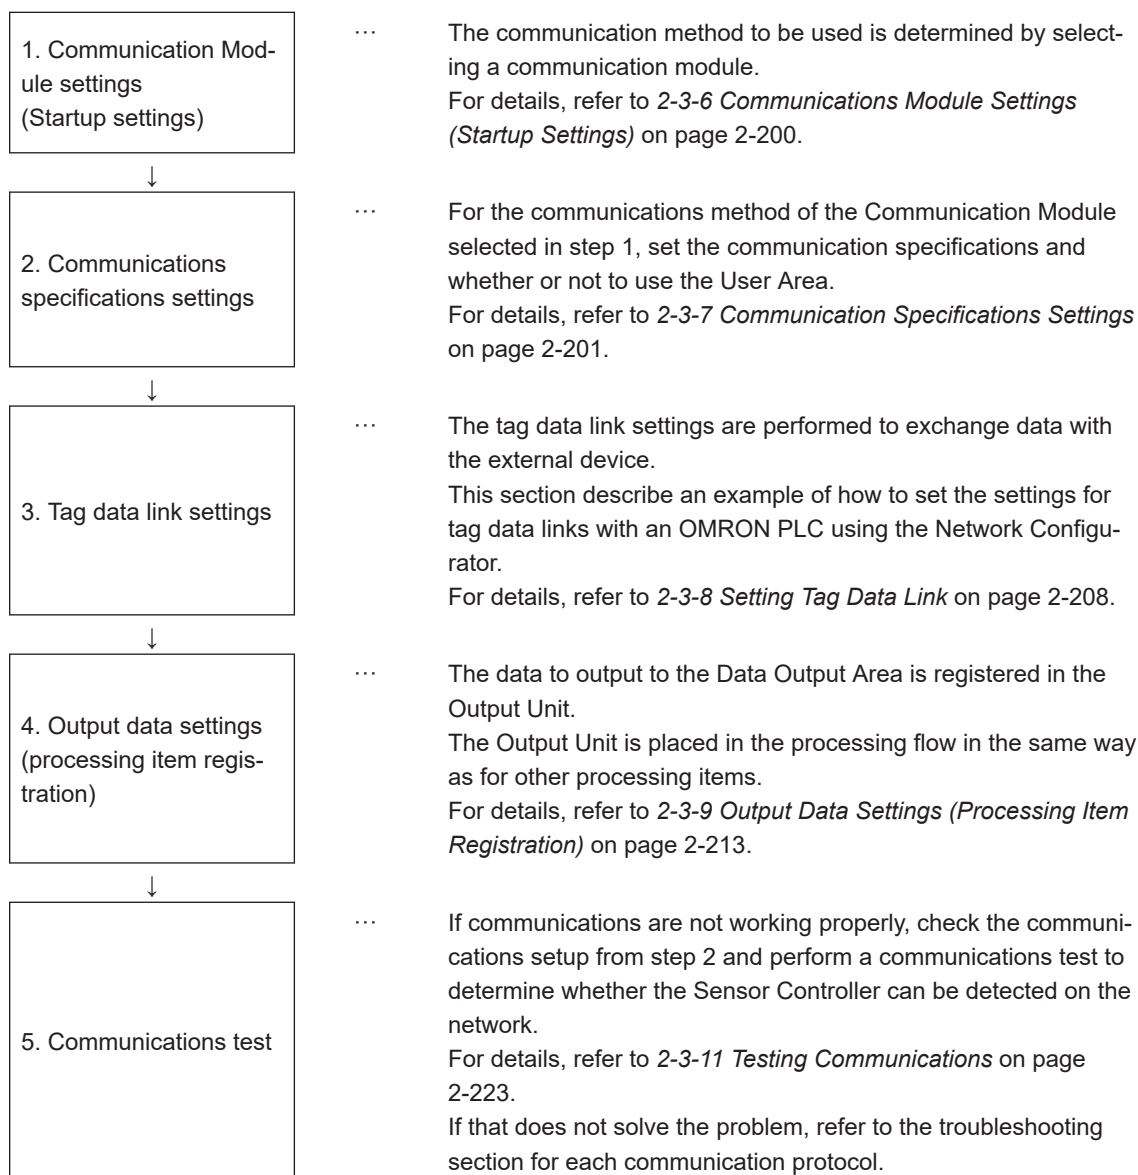 1. Communication Mod-
ule settings
(Startup settings)
… The communication method to be used is determined by select-
ing a communication module.
For details, refer to 2-3-6 Communications Module Settings
(Startup Settings) on page 2-200.
↓
2. Communications
specifications settings
… For the communications method of the Communication Module
selected in step 1, set the communication specifications and
whether or not to use the User Area.
For details, refer to 2-3-7 Communication Specifications Settings
on page 2-201.
↓
3. Tag data link settings
… The tag data link settings are performed to exchange data with
the external device.
This section describe an example of how to set the settings for
tag data links with an OMRON PLC using the Network Configu-
rator.
For details, refer to 2-3-8 Setting Tag Data Link on page 2-208.
↓
4. Output data settings
(processing item regis-
tration)
… The data to output to the Data Output Area is registered in the
Output Unit.
The Output Unit is placed in the processing flow in the same way
as for other processing items.
For details, refer to 2-3-9 Output Data Settings (Processing Item
Registration) on page 2-213.
↓
5. Communications test
… If communications are not working properly, check the communi-
cations setup from step 2 and perform a communications test to
determine whether the Sensor Controller can be detected on the
network.
For details, refer to 2-3-11 Testing Communications on page
2-223.
If that does not solve the problem, refer to the troubleshooting
section for each communication protocol.